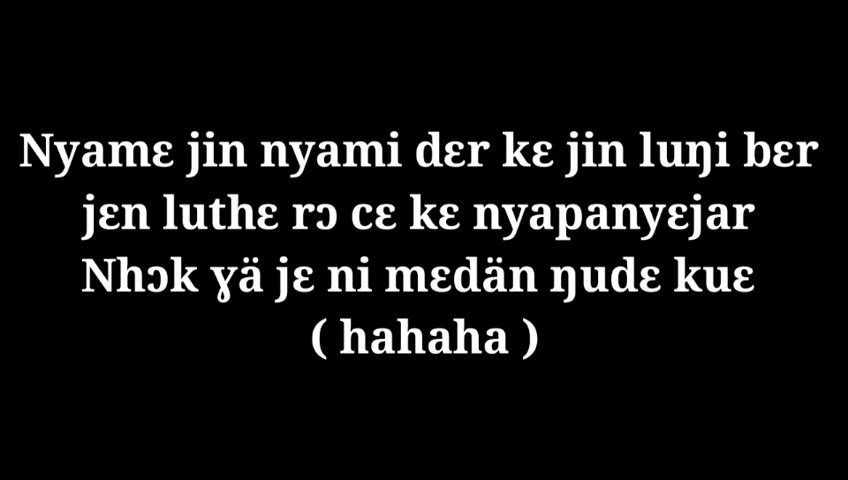 Nyamɛ jin nyami dɛr kɛ jin luŋi bɛr
jɛn luthɛ rɔ cɛ kɛ nyapanyɛjar
Nhɔk ɣä jɛ ni mɛdän ŋudɛ kuɛ
( hahaha )